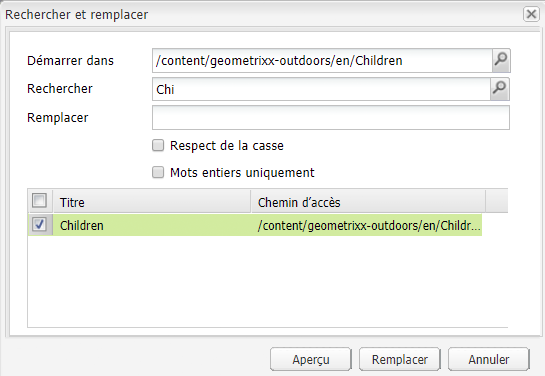 Rechercher et remplacer
Démarrer dans /content/geometrixx-outdoors/en/Children
Rechercher Chi
Remplacer
Respect de la casse
Mots entiers uniquement
Titre Chemin d'accès
Children /content/geometrixx-outdoors/en/Childr...
Aperçu Remplacer Annuler